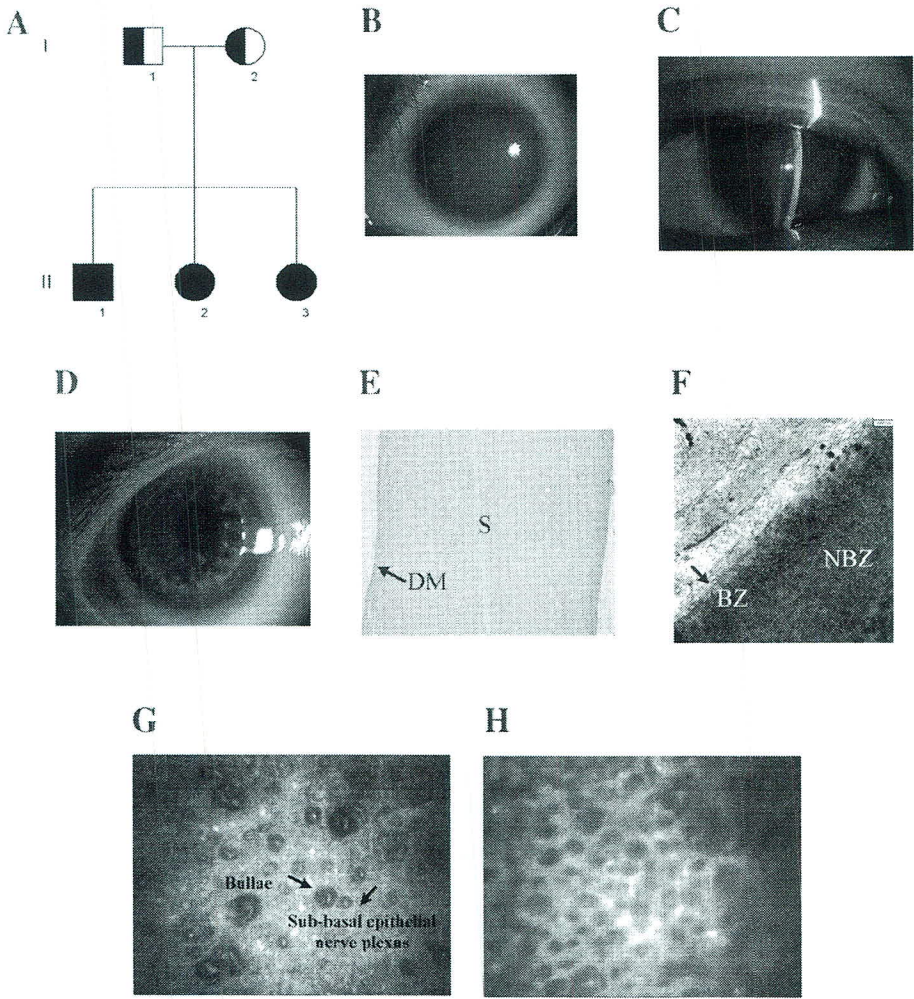 A
I
1
2
II
1
2
3
B
C
D
E
S
DM
F
NBZ
BZ
G
Bullae
Sub-basal epithelial
nerve plexus
H